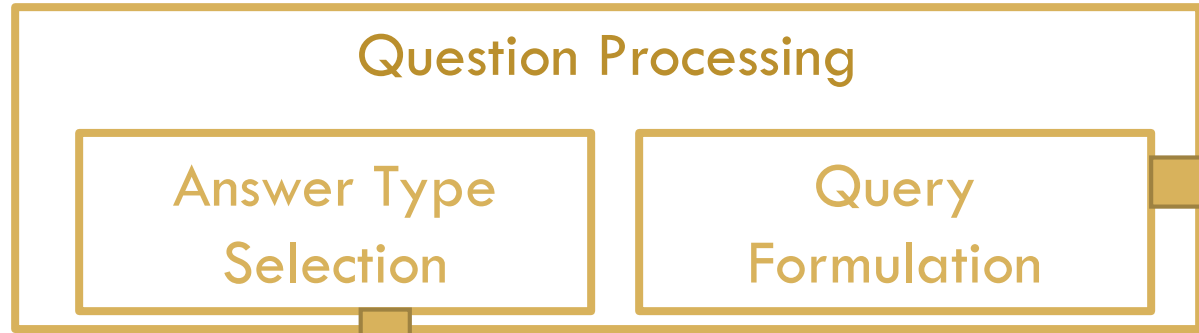 Question Processing
Answer Type
Selection
Query
Formulation